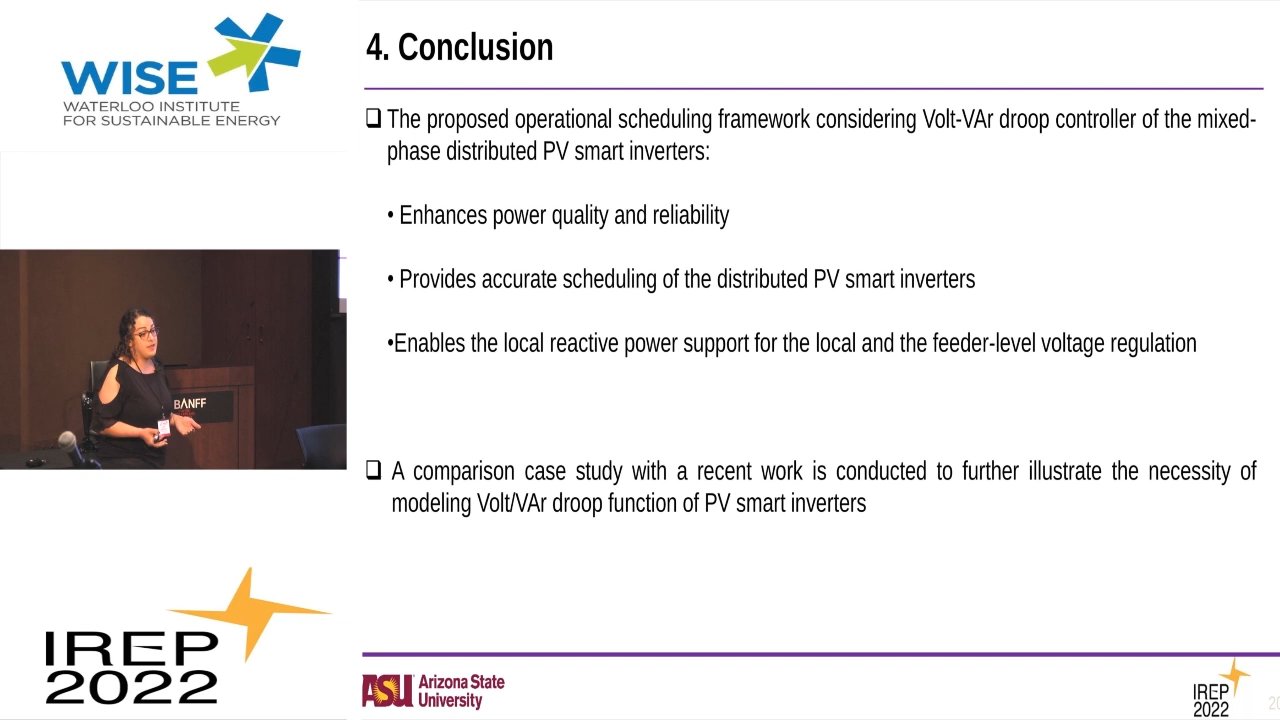 WISE
WATERLOO INSTITUTE
FOR SUSTAINABLE ENERGY
4. Conclusion
❑ The proposed operational scheduling framework considering Volt-VAr droop controller of the mixed-
phase distributed PV smart inverters:
• Enhances power quality and reliability
• Provides accurate scheduling of the distributed PV smart inverters
•Enables the local reactive power support for the local and the feeder-level voltage regulation
❑ A comparison case study with a recent work is conducted to further illustrate the necessity of
modeling Volt/VAr droop function of PV smart inverters
BANFF
IREP
2022
ASU Arizona State
University
IREP
2022